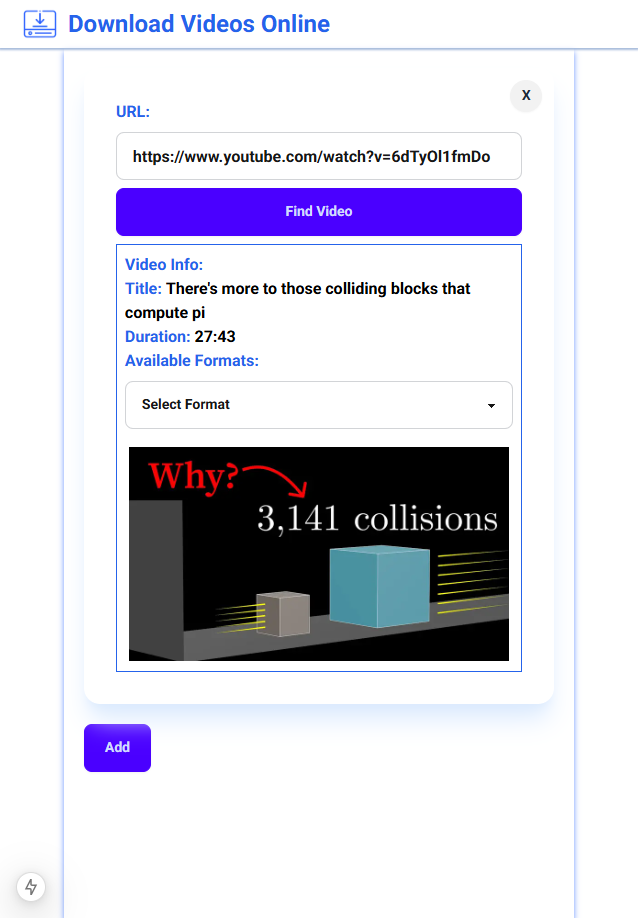 Download Videos Online
X
URL:
https://www.youtube.com/watch?v=6dTyOl1fmDo
Find Video
Video Info:
Title: There's more to those colliding blocks that
compute pi
Duration: 27:43
Available Formats:
Select Format
Why?
3,141 collisions
Add